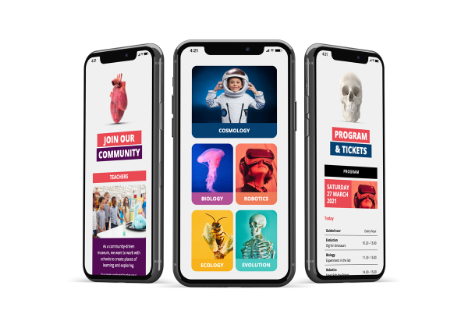 4:21
JOIN OUR
COMMUNITY
TEACHERS
As a community-driven
museum, we want to work with
schools to create places of
learning and exploring.
4:21
COSMOLOGY
BIOLOGY
ROBOTICS
ECOLOGY
EVOLUTION
4:21
PROGRAM
& TICKETS
PROGRAM
SATURDAY
27 MARCH
2021
Today
Evolution
Biology
Evolution